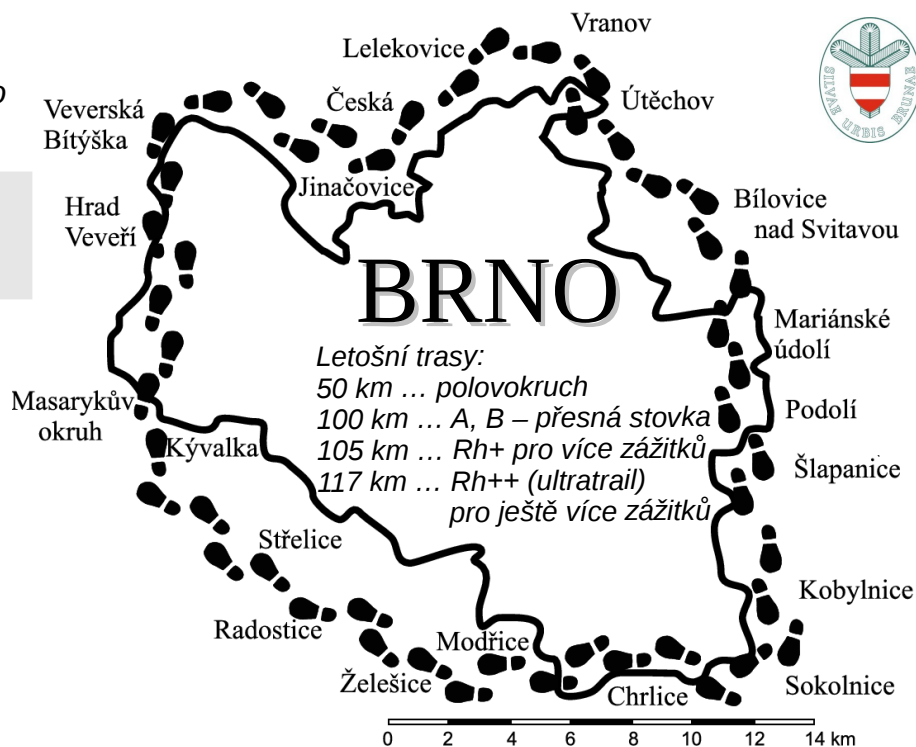 Vranov
Lelekovice
Útěchov
Česká
Veverská
Bítýška
Jinačovice
Hrad
Veveří
Bílovice
nad Svitavou
SILVAE URBIS BRUNAE
BRNO
Mariánské
údolí
Letošní trasy:
50 km … polovokruch
100 km … A, B – přesná stovka
105 km … Rh+ pro více zážitků
117 km … Rh++ (ultratrail)
pro ještě více zážitků
Masarykův
okruh
Podolí
Kývalka
Šlapanice
Střelice
Kobylnice
Radostice
Modřice
Želešice
Chrlice
Sokolnice
0 2 4 6 8 10 12 14 km